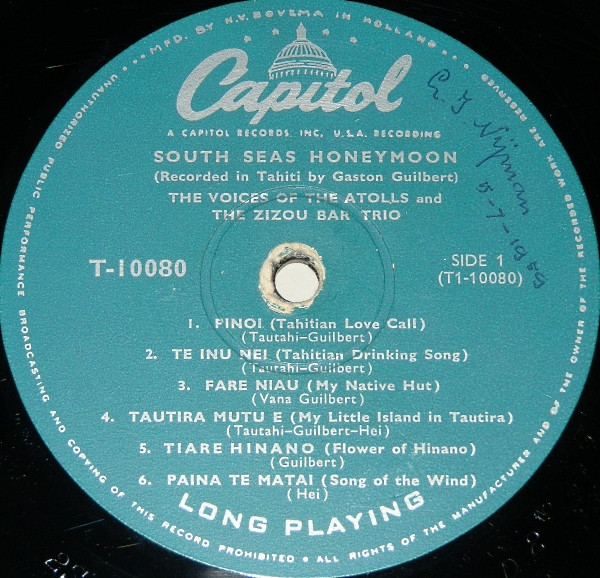 MFD. BY N.V. BOVEMA IN HOLLAND
Capitol
A CAPITOL RECORDS, INC., U.S.A. RECORDING
SOUTH SEAS HONEYMOON
(Recorded in Tahiti by Gaston Guilbert)
THE VOICES OF THE ATOLLS and
THE ZIZOU BAR TRIO
T-10080
SIDE 1
(T1-10080)
1. PINOI (Tahitian Love Call)
(Tautahi-Guilbert)
2. TE INU NEI (Tahitian Drinking Song)
(Tautahi-Guilbert)
3. FARE NIAU (My Native Hut)
(Vana Guilbert)
4. TAUTIRA MUTU E (My Little Island in Tautira)
(Tautahi-Guilbert-Hei)
5. TIARE HINANO (Flower of Hinano)
(Guilbert)
6. PAINA TE MATAI (Song of the Wind)
(Hei)
LONG PLAYING
UNAUTHORIZED PUBLIC PERFORMANCE BROADCASTING AND COPYING OF THIS RECORD PROHIBITED • ALL RIGHTS OF THE MANUFACTURER AND OF THE OWNER OF THE RECORDED WORK ARE RESERVED
Nijman